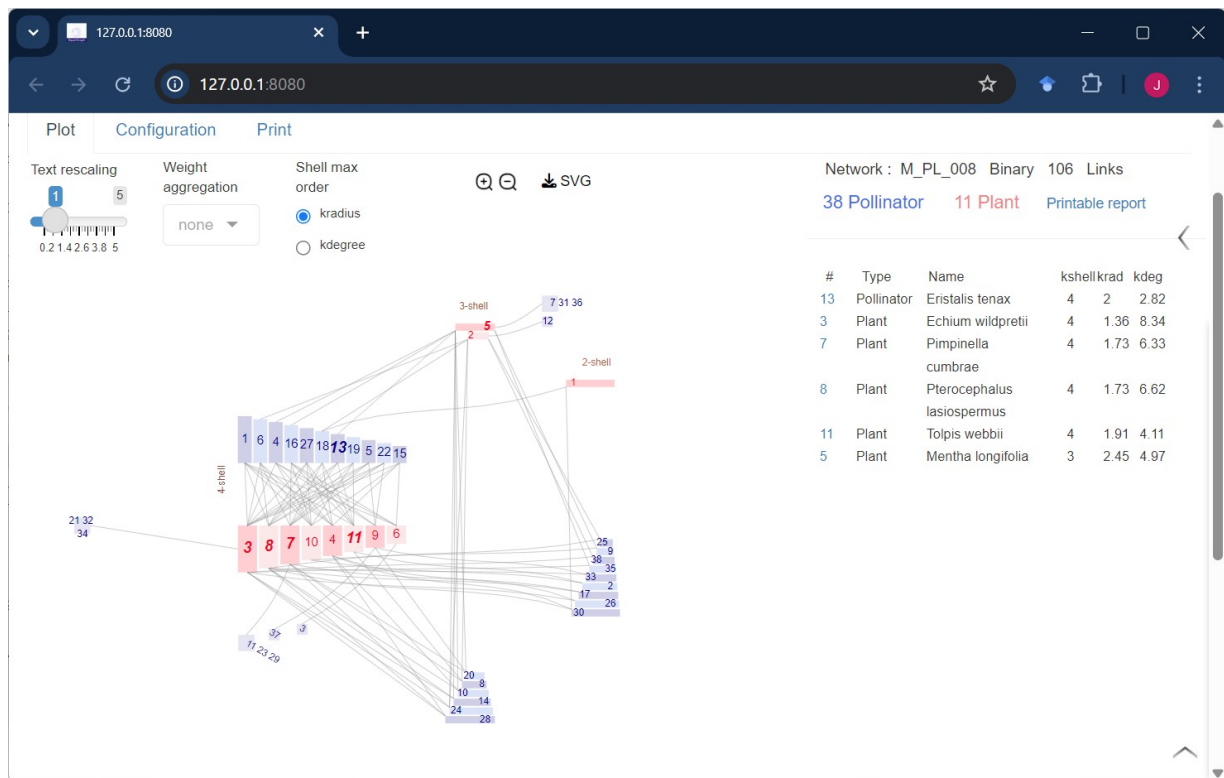 127.0.0.1:8080
127.0.0.1:8080
J
Plot Configuration Print
Text rescaling
1 5
0.2 1.4 2.6 3.8 5
Weight
aggregation
none
Shell max
order
kradius
kdegree
SVG
Network : M_PL_008 Binary 106 Links
38 Pollinator 11 Plant Printable report
# Type Name kshell krad kdeg
13 Pollinator Eristalis tenax 4 2 2.82
3 Plant Echium wildpretii 4 1.36 8.34
7 Plant Pimpinella 4 1.73 6.33
cumbrae
8 Plant Pterocephalus 4 1.73 6.62
lasiospermus
11 Plant Tolpis webbii 4 1.91 4.11
5 Plant Mentha longifolia 3 2.45 4.97
3-shell
7 31 36
5
12
2
2-shell
1
1 6 4 16 27 18 13 19 5 22 15
4-shell
21 32
34
3 8 7 10 4 11 9 6
25
9
38
35
33
2
17
26
30
37
3
11 23 29
20
8
10
14
24
28